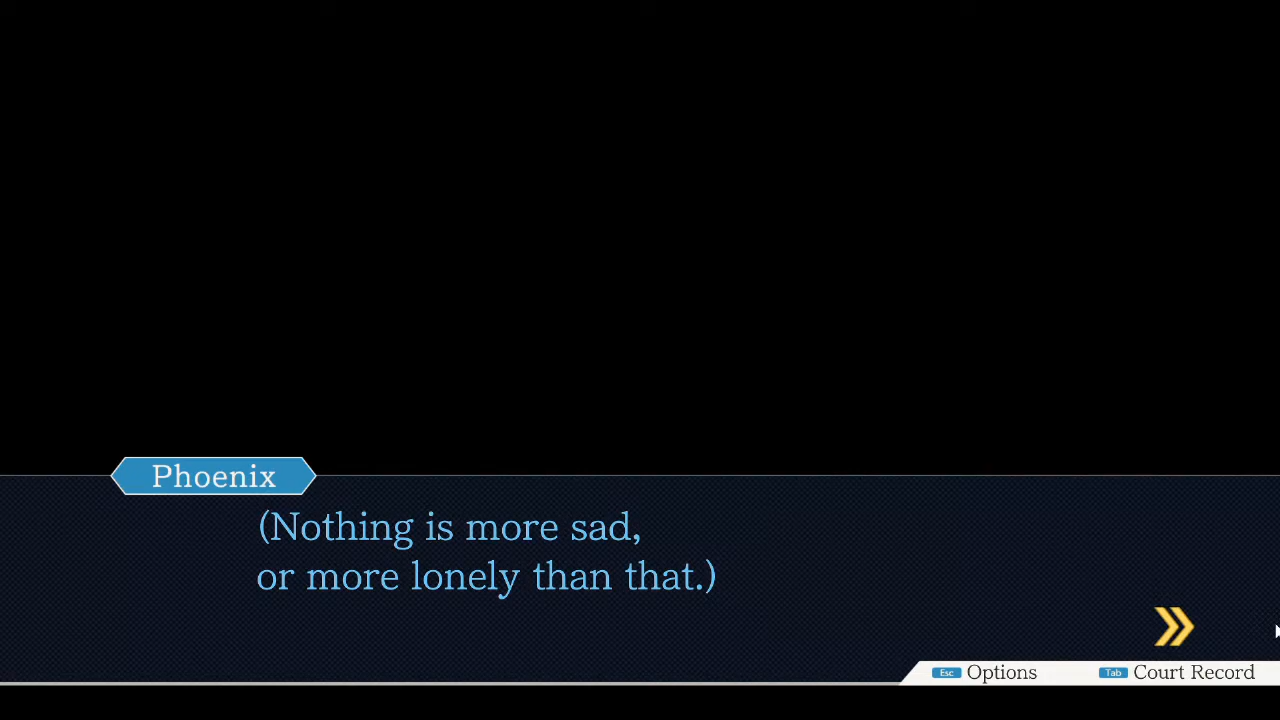 Phoenix
(Nothing is more sad,
or more lonely than that.)
Esc Options Tab Court Record